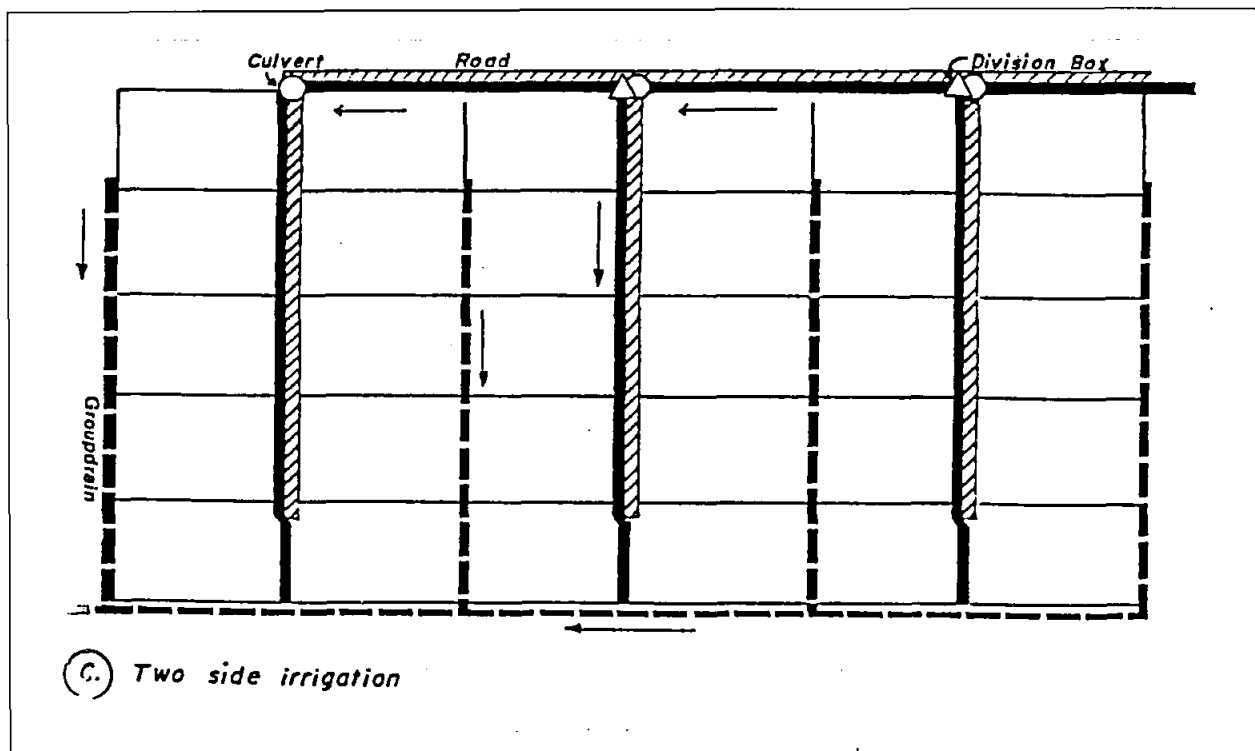 Culvert
Road
Division Box
Groupdrain
C. Two side irrigation